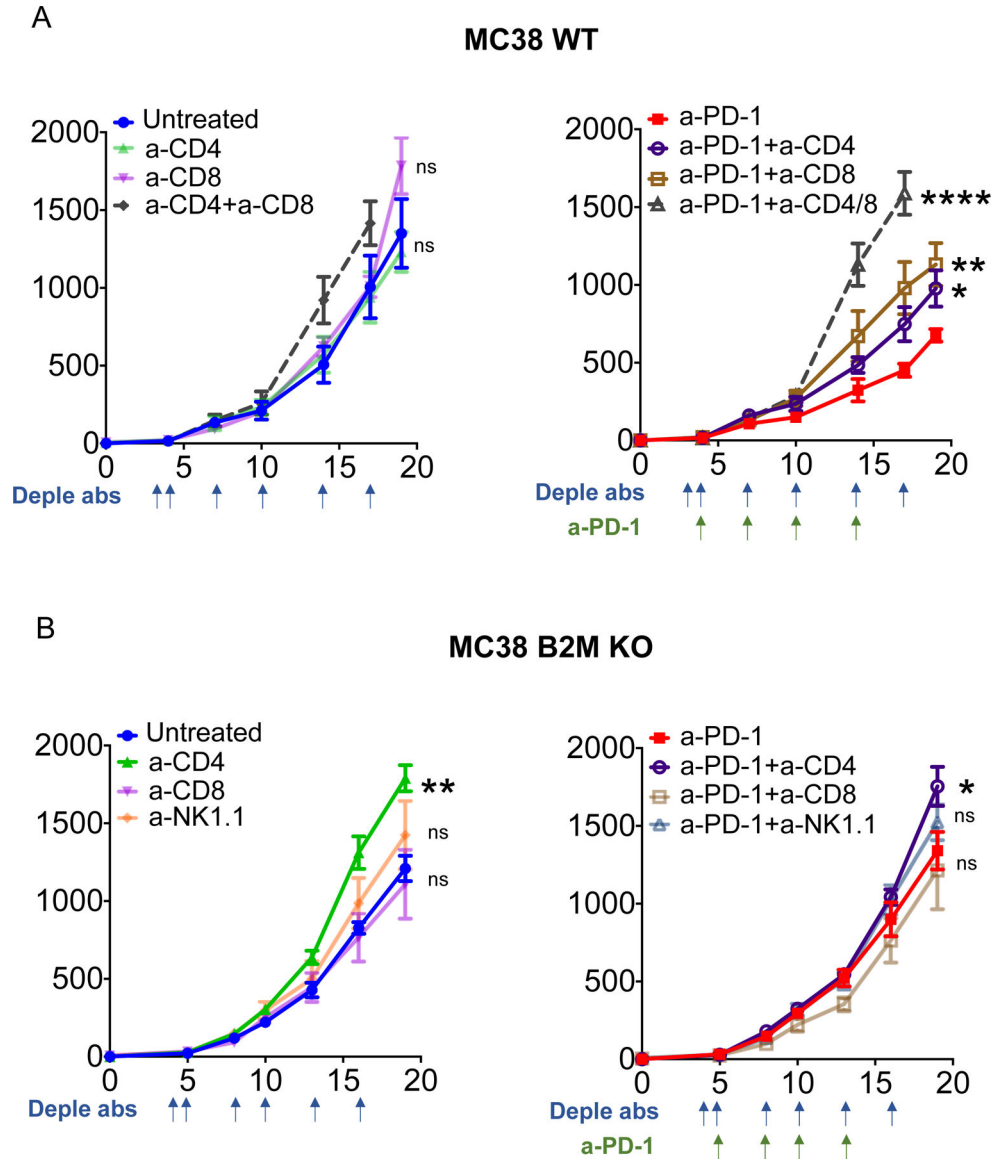 A
MC38 WT
Untreated
a-CD4
a-CD8
a-CD4+a-CD8
2000
1500
1000
500
0
0 5 10 15 20
ns
ns
Deple abs
a-PD-1
a-PD-1+a-CD4
a-PD-1+a-CD8
a-PD-1+a-CD4/8
2000
1500
1000
500
0
0 5 10 15 20
****
**
*
Deple abs
a-PD-1
B
MC38 B2M KO
Untreated
a-CD4
a-CD8
a-NK1.1
2000
1500
1000
500
0
0 5 10 15 20
**
ns
ns
Deple abs
a-PD-1
a-PD-1+a-CD4
a-PD-1+a-CD8
a-PD-1+a-NK1.1
2000
1500
1000
500
0
0 5 10 15 20
*
ns
ns
Deple abs
a-PD-1